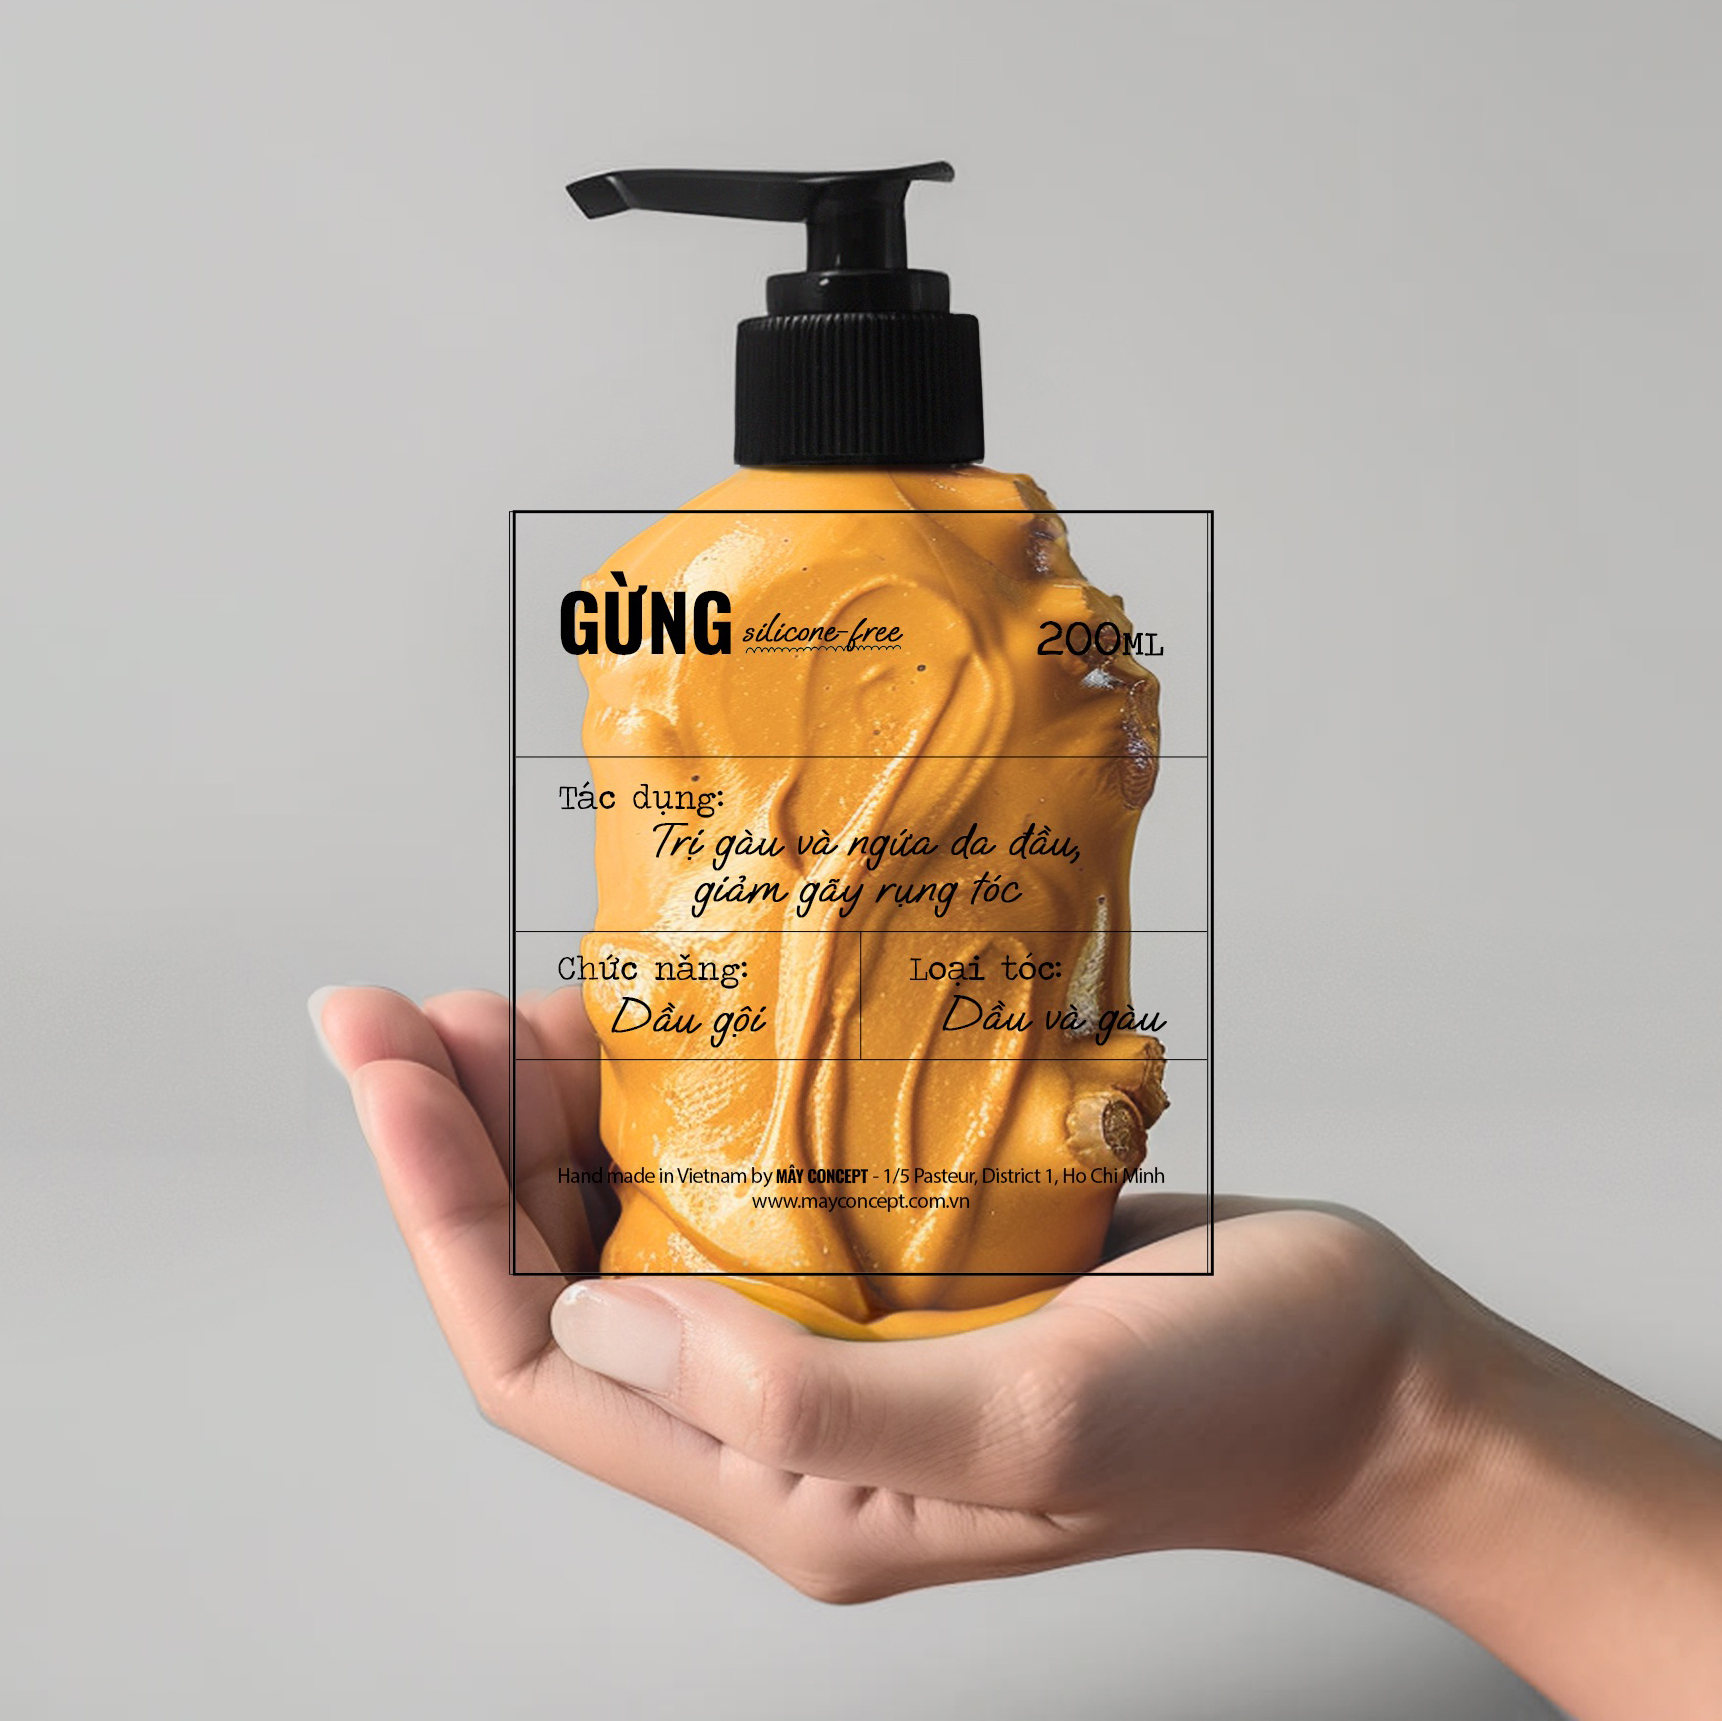 GỪNG silicone-free 200ML
Tác dụng:
Trị gàu và ngứa da đầu,
giảm gãy rụng tóc
Chức năng:
Dầu gội
Loại tóc:
Dầu và gàu
Hand made in Vietnam by MÂY CONCEPT - 1/5 Pasteur, District 1, Ho Chi Minh
www.mayconcept.com.vn